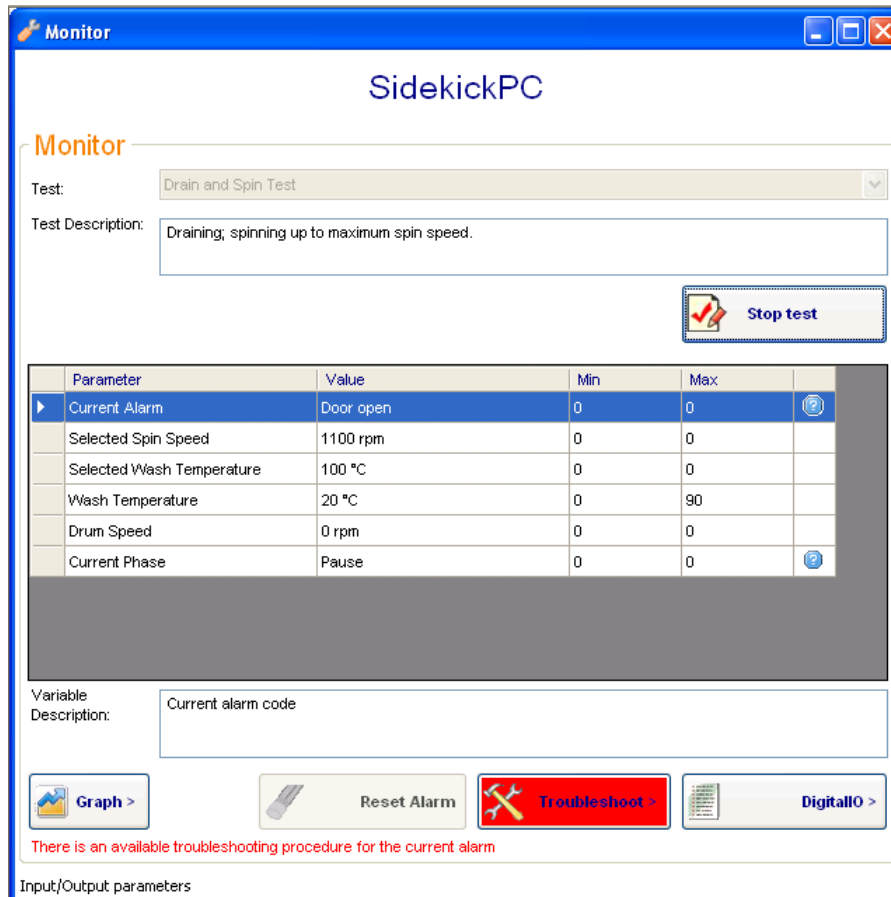 Monitor
SidekickPC
Monitor
Test: Drain and Spin Test
Test Description: Draining; spinning up to maximum spin speed.
Stop test
Parameter Value Min Max
Current Alarm Door open 0 0
Selected Spin Speed 1100 rpm 0 0
Selected Wash Temperature 100 °C 0 0
Wash Temperature 20 °C 0 90
Drum Speed 0 rpm 0 0
Current Phase Pause 0 0
Variable
Description: Current alarm code
Graph > Reset Alarm Troubleshoot > DigitalIO >
There is an available troubleshooting procedure for the current alarm
Input/Output parameters